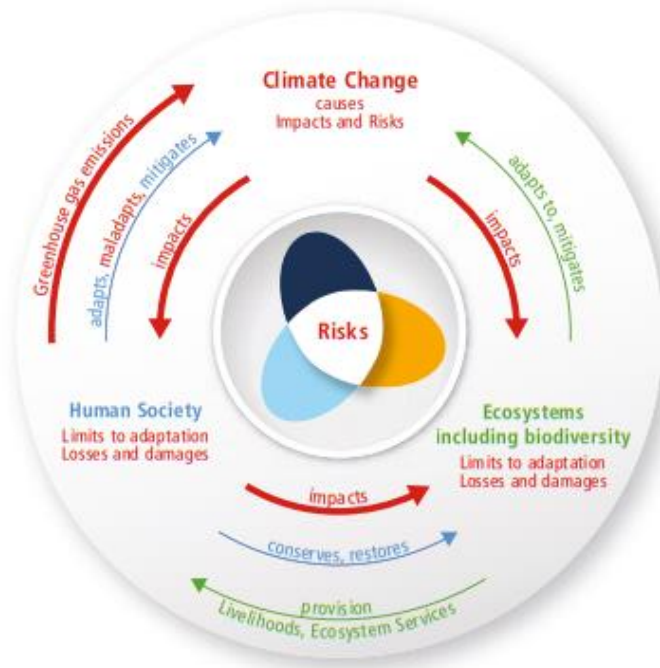 Climate Change
causes
Impacts and Risks
Greenhouse gas emissions
adapts, maladapts, mitigates
impacts
impacts
adapts to, mitigates
Risks
Human Society
Limits to adaptation
Losses and damages
Ecosystems
including biodiversity
Limits to adaptation
Losses and damages
impacts
conserves, restores
provision
Livelihoods, Ecosystem Services